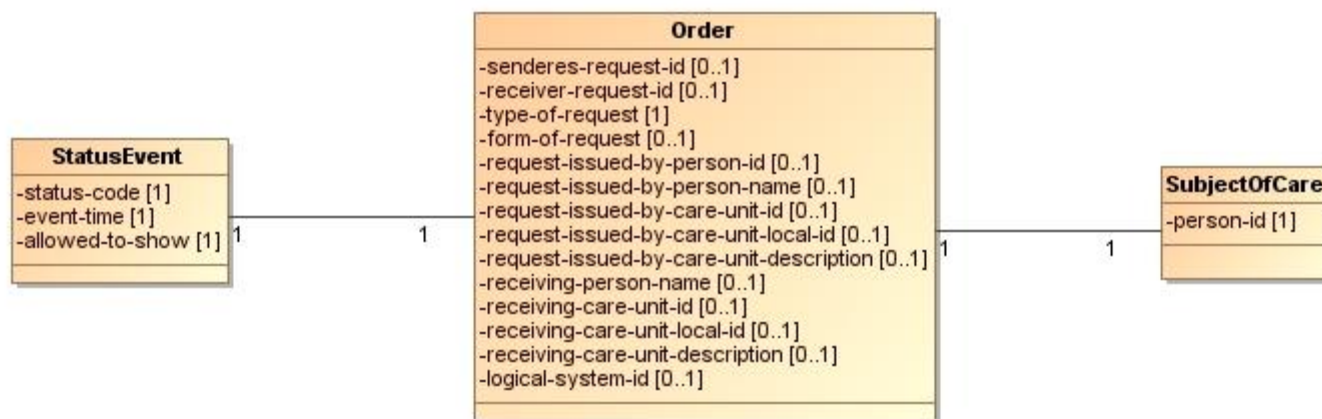 StatusEvent
-status-code [1]
-event-time [1]
-allowed-to-show [1]
1
1
Order
-senderes-request-id [0..1]
-receiver-request-id [0..1]
-type-of-request [1]
-form-of-request [0..1]
-request-issued-by-person-id [0..1]
-request-issued-by-person-name [0..1]
-request-issued-by-care-unit-id [0..1]
-request-issued-by-care-unit-local-id [0..1]
-request-issued-by-care-unit-description [0..1]
-receiving-person-name [0..1]
-receiving-care-unit-id [0..1]
-receiving-care-unit-local-id [0..1]
-receiving-care-unit-description [0..1]
-logical-system-id [0..1]
1
1
SubjectOfCare
-person-id [1]